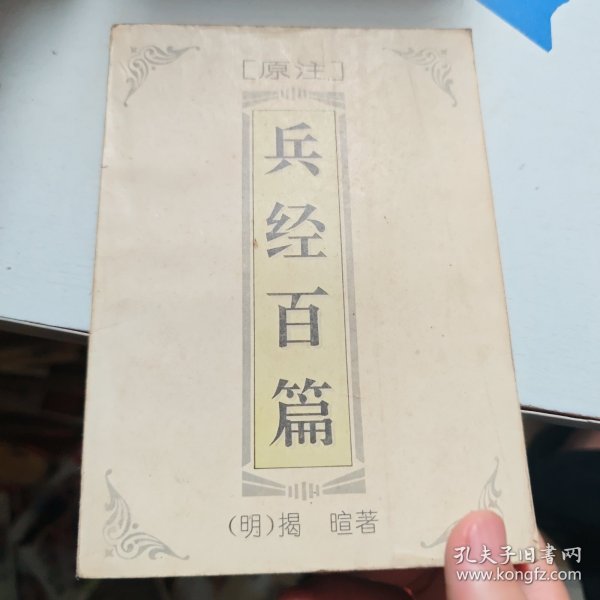 ［原注］
兵经百篇
(明)揭 暄著
孔夫子旧书网
www.kongfz.com